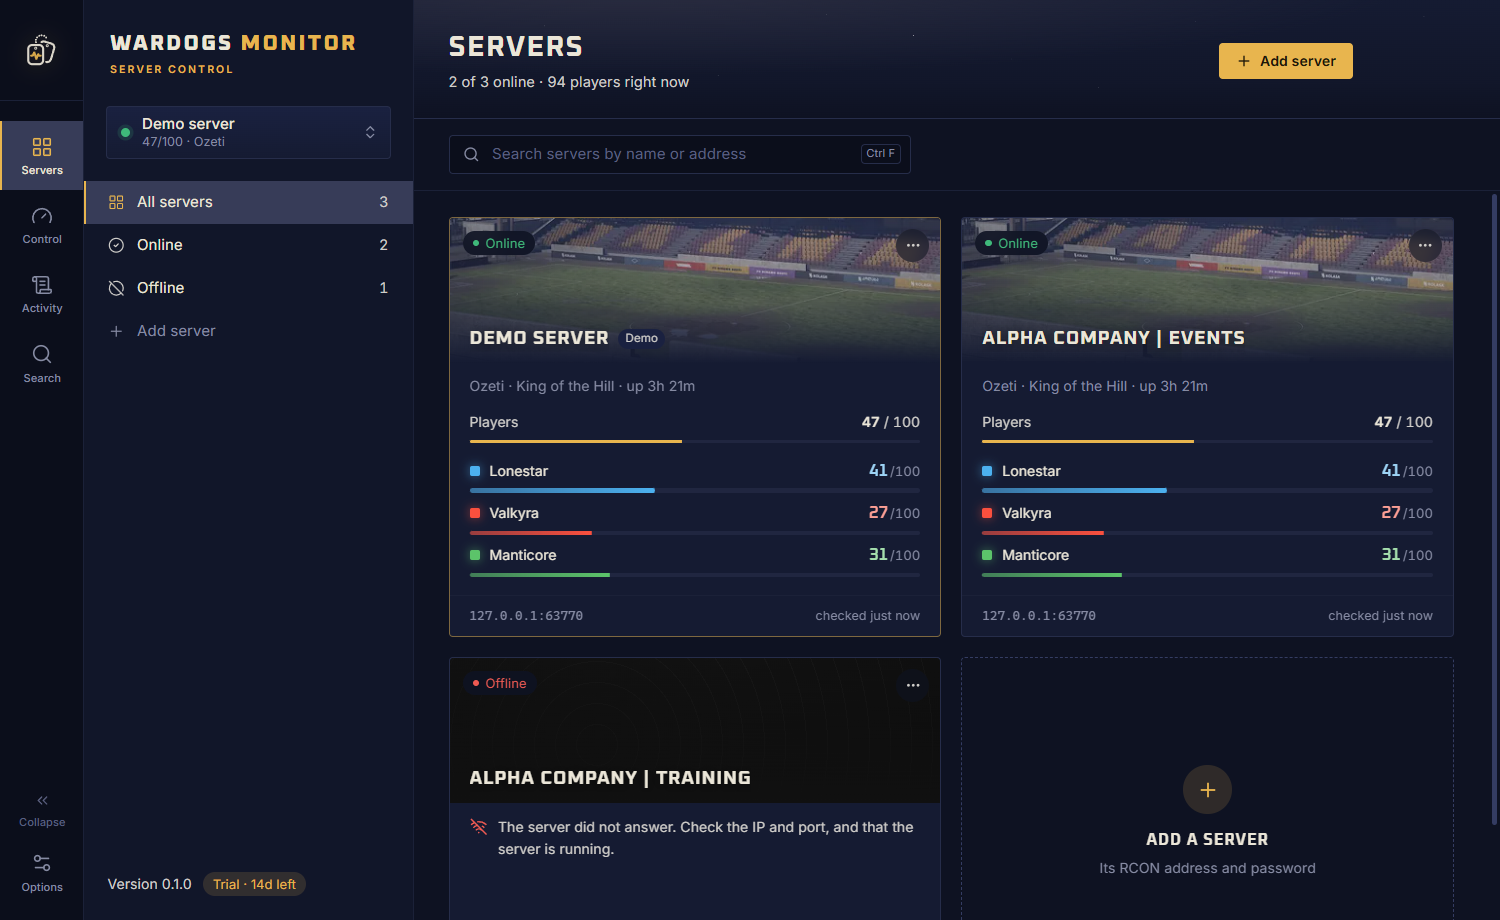 WARDOGS MONITOR
SERVER CONTROL
Demo server
47/100 · Ozeti
Servers
Control
Activity
Search
All servers 3
Online 2
Offline 1
Add server
Collapse
Options
Version 0.1.0
Trial · 14d left
SERVERS
2 of 3 online · 94 players right now
Add server
Search servers by name or address
Ctrl F
Online
DEMO SERVER
Demo
Ozeti · King of the Hill · up 3h 21m
Players 47 / 100
Lonestar 41/100
Valkyra 27/100
Manticore 31/100
127.0.0.1:63770
checked just now
Online
ALPHA COMPANY | EVENTS
Ozeti · King of the Hill · up 3h 21m
Players 47 / 100
Lonestar 41/100
Valkyra 27/100
Manticore 31/100
127.0.0.1:63770
checked just now
Offline
ALPHA COMPANY | TRAINING
The server did not answer. Check the IP and port, and that the
server is running.
ADD A SERVER
Its RCON address and password